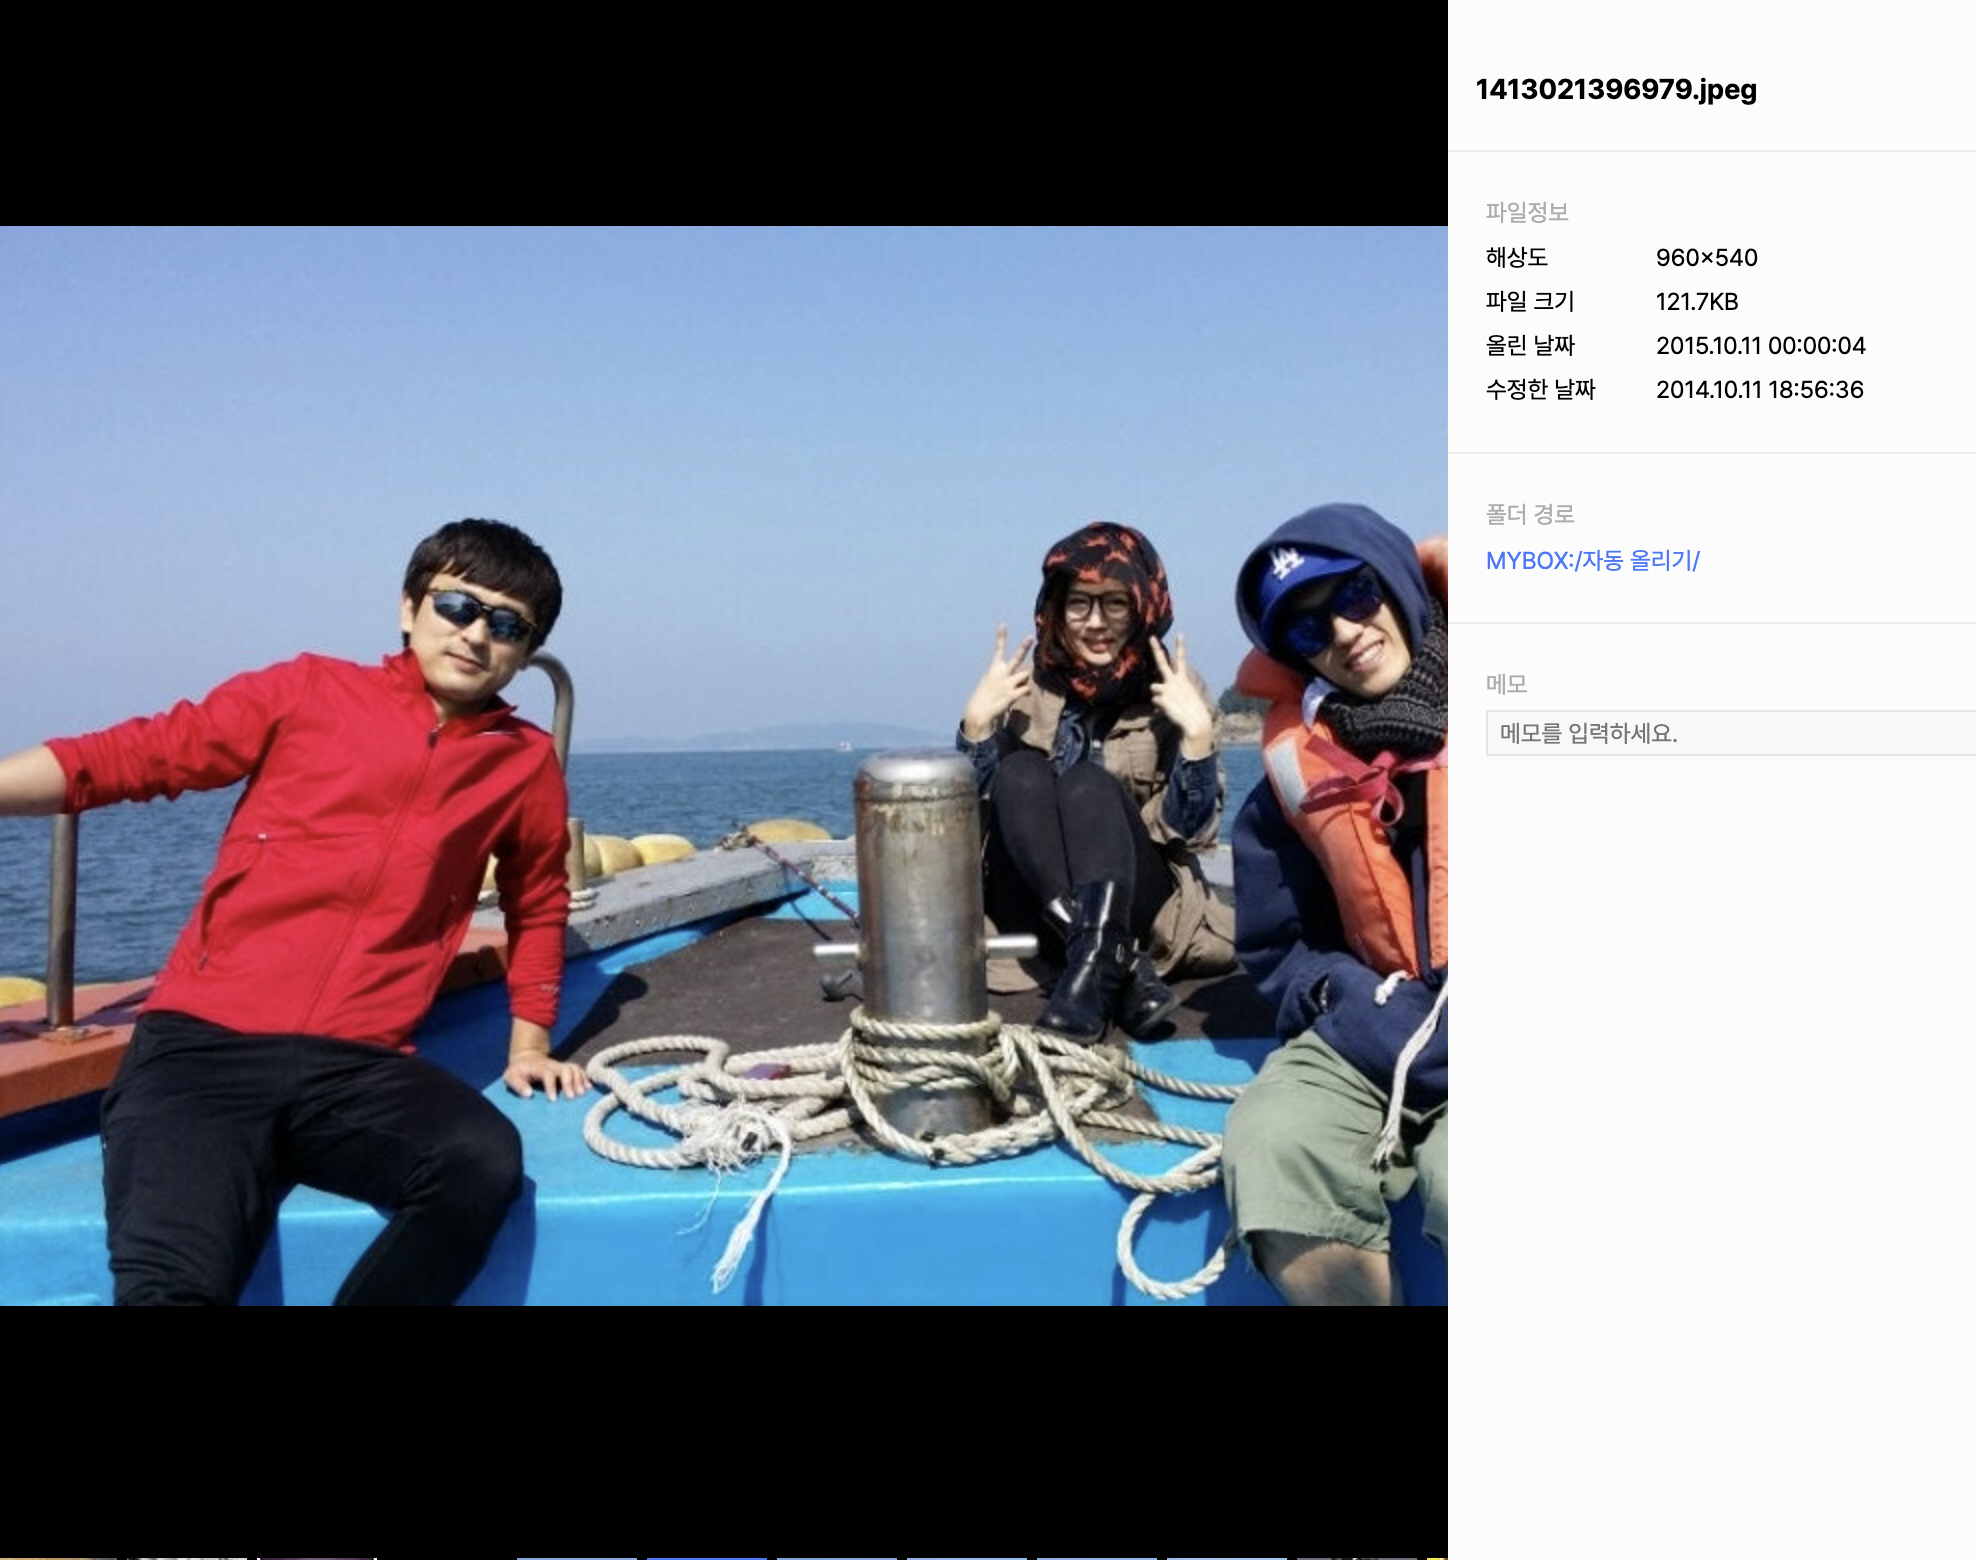 1413021396979.jpeg
파일정보
해상도 960×540
파일 크기 121.7KB
올린 날짜 2015.10.11 00:00:04
수정한 날짜 2014.10.11 18:56:36
폴더 경로
MYBOX:/자동 올리기/
메모
메모를 입력하세요.
LA